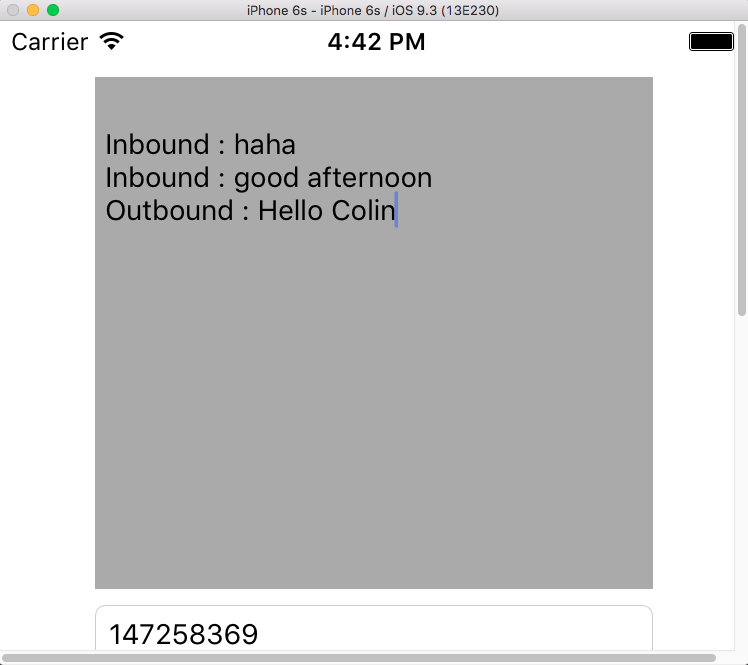 iPhone 6s - iPhone 6s / iOS 9.3 (13E230)
Carrier 4:42 PM
Inbound : haha
Inbound : good afternoon
Outbound : Hello Colin
147258369